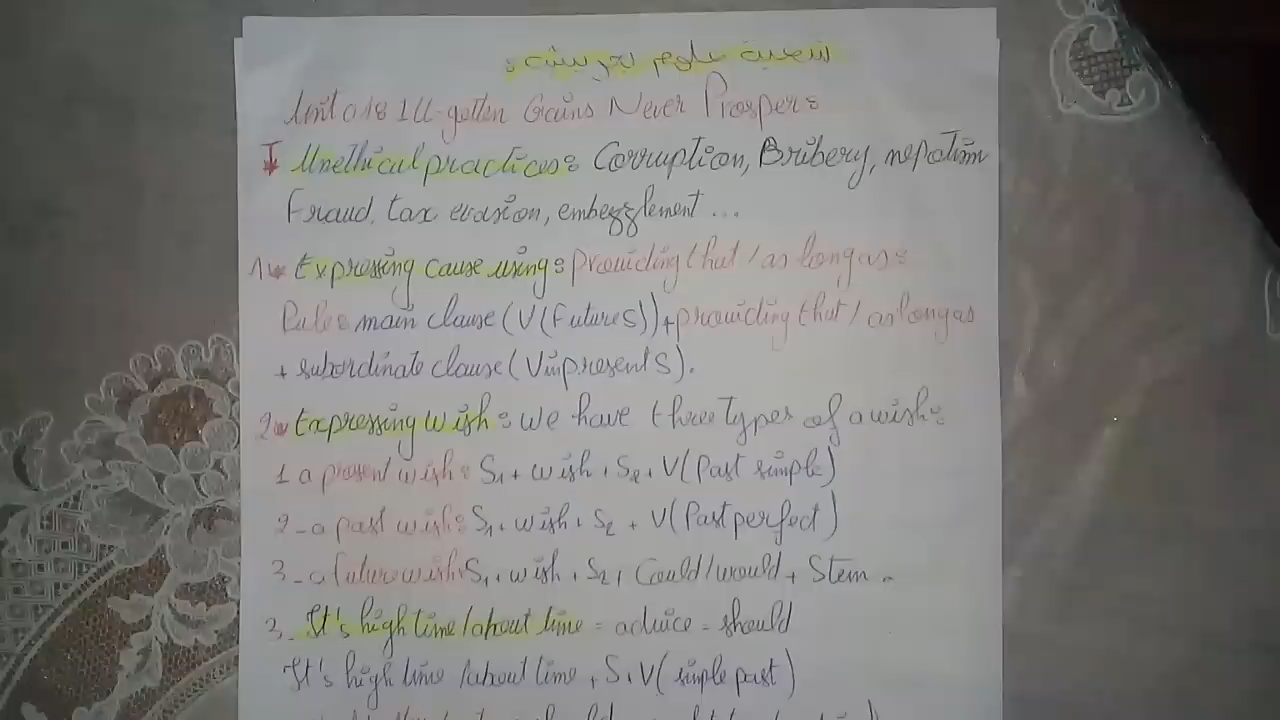 شعبة علوم تجريبية:
Unit 01: Ill-gotten Gains Never Prosper:
I Unethical practices: Corruption, Bribery, nepotism
Fraud, tax evasion, embezzlement ...
1- Expressing cause using: providing that / as long as:
Rule: main clause (V(Future S)) + providing that / as long as
+ subordinate clause (V in present S).
2- Expressing wish: we have three types of a wish:
1 a present wish: S1 + wish + S2 + V(Past simple)
2- a past wish: S1 + wish + S2 + V(Past perfect)
3- a future wish: S1 + wish + S2 + Could/would + Stem.
3- It's high time / about time = advice = should
It's high time / about time + S + V( simple past)